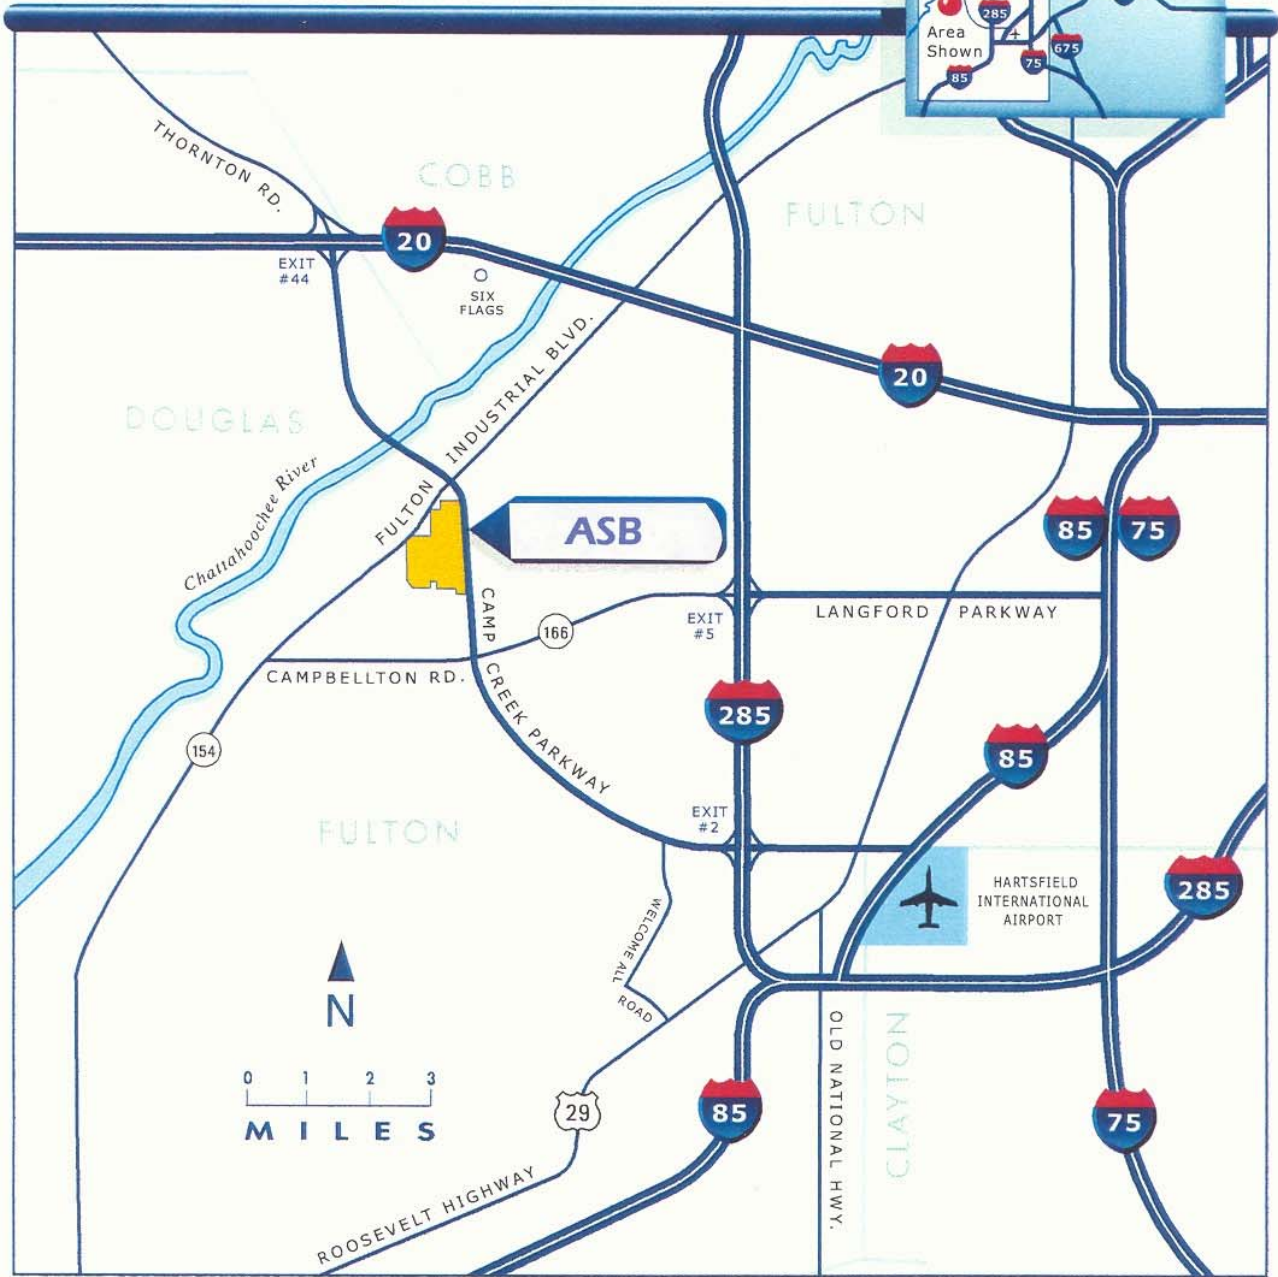 285
Area
Shown
+
675
75
85
THORNTON RD.
COBB
FULTON
20
EXIT
#44
SIX
FLAGS
INDUSTRIAL BLVD.
20
DOUGLAS
Chattahoochee River
FULTON
ASB
85
75
CAMP
166
EXIT
#5
LANGFORD PARKWAY
CAMPBELLTON RD.
CREEK PARKWAY
285
154
85
FULTON
EXIT
#2
HARTSFIELD
INTERNATIONAL
AIRPORT
285
WELCOME ALL
ROAD
N
0 1 2 3
MILES
OLD NATIONAL HWY.
CLAYTON
29
85
75
ROOSEVELT HIGHWAY